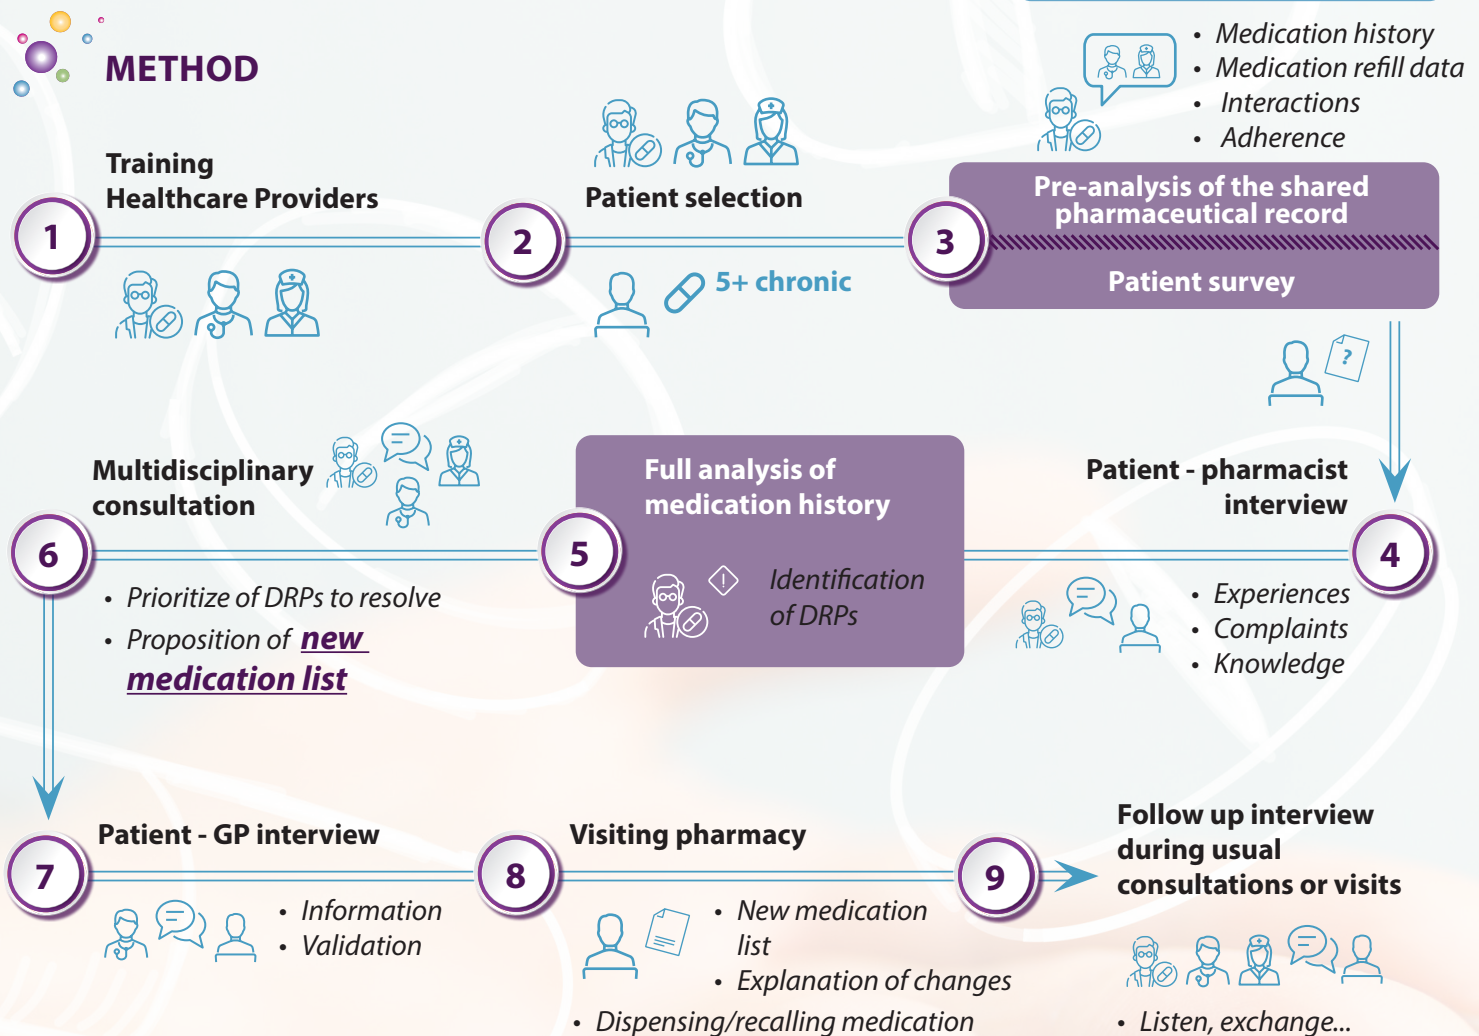 METHOD
• Medication history
• Medication refill data
• Interactions
• Adherence
Training
Healthcare Providers
1
Patient selection
2
5+ chronic
3
Pre-analysis of the shared
pharmaceutical record
Patient survey
?
Patient - pharmacist
interview
4
• Experiences
• Complaints
• Knowledge
Full analysis of
medication history
5
!
Identification
of DRPs
Multidisciplinary
consultation
6
• Prioritize of DRPs to resolve
• Proposition of new
medication list
Patient - GP interview
7
• Information
• Validation
Visiting pharmacy
8
• New medication
list
• Explanation of changes
• Dispensing/recalling medication
9
Follow up interview
during usual
consultations or visits
• Listen, exchange...